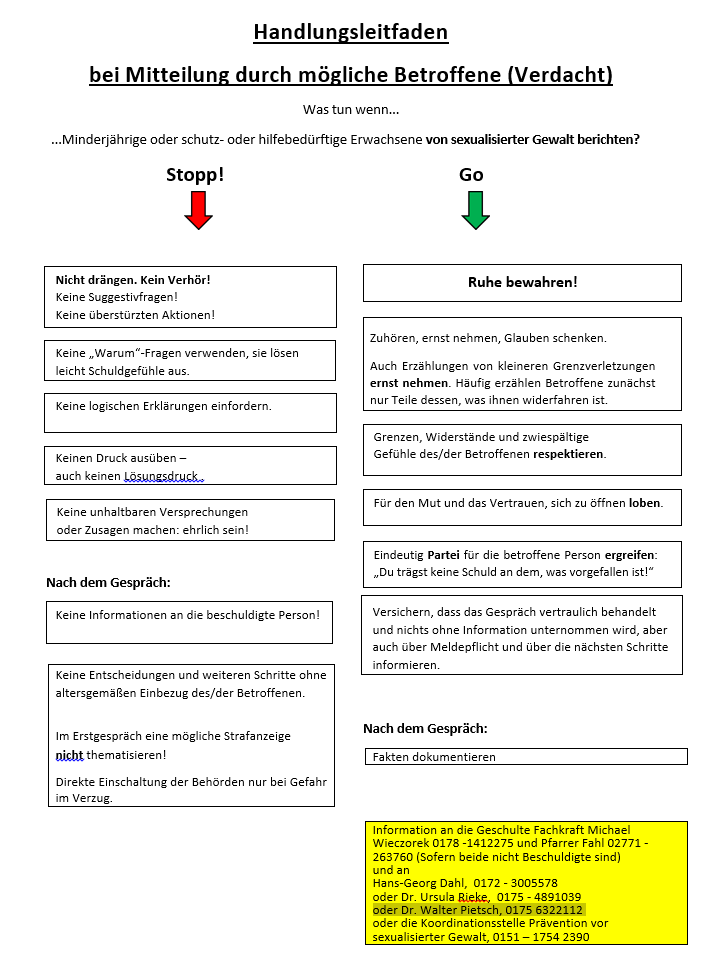 Handlungsleitfaden
bei Mitteilung durch mögliche Betroffene (Verdacht)
Was tun wenn...
...Minderjährige oder schutz- oder hilfebedürftige Erwachsene von sexualisierter Gewalt berichten?
Stopp!
Nicht drängen. Kein Verhör!
Keine Suggestivfragen!
Keine überstürzten Aktionen!
Keine „Warum“-Fragen verwenden, sie lösen
leicht Schuldgefühle aus.
Keine logischen Erklärungen einfordern.
Keinen Druck ausüben –
auch keinen Lösungsdruck .
Keine unhaltbaren Versprechungen
oder Zusagen machen: ehrlich sein!
Nach dem Gespräch:
Keine Informationen an die beschuldigte Person!
Keine Entscheidungen und weiteren Schritte ohne
altersgemäßen Einbezug des/der Betroffenen.
Im Erstgespräch eine mögliche Strafanzeige
nicht thematisieren!
Direkte Einschaltung der Behörden nur bei Gefahr
im Verzug.
Go
Ruhe bewahren!
Zuhören, ernst nehmen, Glauben schenken.
Auch Erzählungen von kleineren Grenzverletzungen
ernst nehmen. Häufig erzählen Betroffene zunächst
nur Teile dessen, was ihnen widerfahren ist.
Grenzen, Widerstände und zwiespältige
Gefühle des/der Betroffenen respektieren.
Für den Mut und das Vertrauen, sich zu öffnen loben.
Eindeutig Partei für die betroffene Person ergreifen:
„Du trägst keine Schuld an dem, was vorgefallen ist!“
Versichern, dass das Gespräch vertraulich behandelt
und nichts ohne Information unternommen wird, aber
auch über Meldepflicht und über die nächsten Schritte
informieren.
Nach dem Gespräch:
Fakten dokumentieren
Information an die Geschulte Fachkraft Michael
Wieczorek 0178 -1412275 und Pfarrer Fahl 02771 -
263760 (Sofern beide nicht Beschuldigte sind)
und an
Hans-Georg Dahl, 0172 - 3005578
oder Dr. Ursula Rieke, 0175 - 4891039
oder Dr. Walter Pietsch, 0175 6322112
oder die Koordinationsstelle Prävention vor
sexualisierter Gewalt, 0151 – 1754 2390